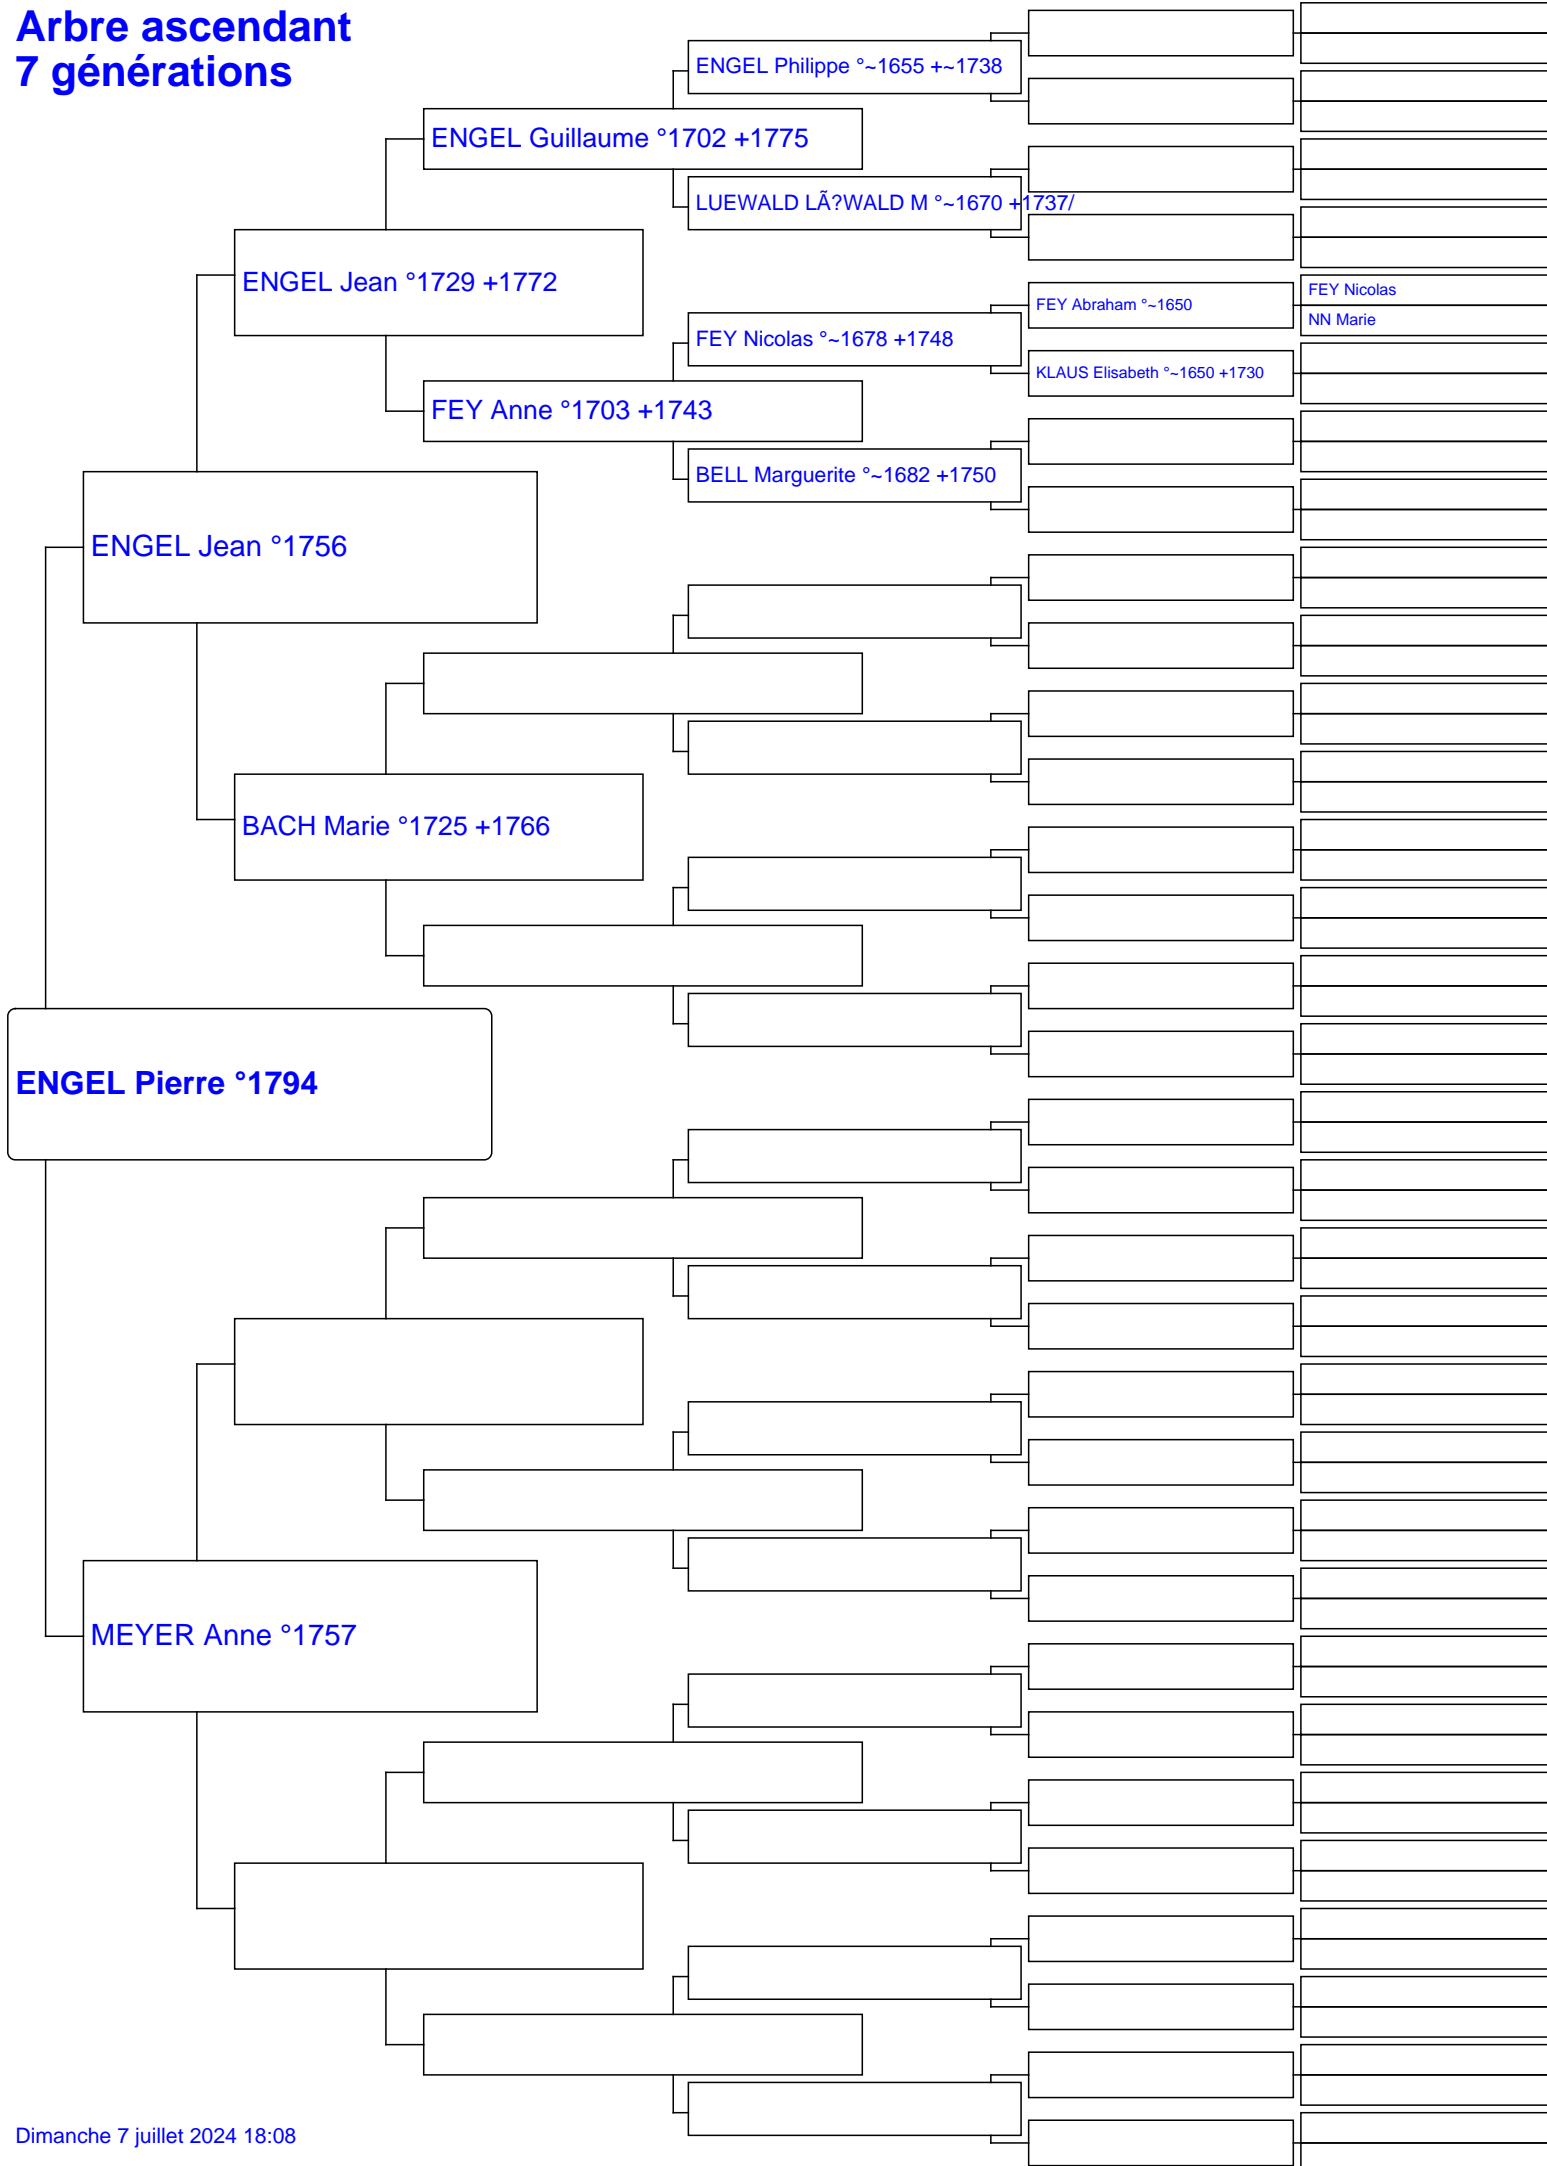 Arbre ascendant
7 générations
ENGEL Philippe °~1655 +~1738
ENGEL Guillaume °1702 +1775
LUEWALD LÃ?WALD M °~1670 +1737/
ENGEL Jean °1729 +1772
FEY Abraham °~1650
FEY Nicolas
NN Marie
FEY Nicolas °~1678 +1748
KLAUS Elisabeth °~1650 +1730
FEY Anne °1703 +1743
BELL Marguerite °~1682 +1750
ENGEL Jean °1756
BACH Marie °1725 +1766
ENGEL Pierre °1794
MEYER Anne °1757
Dimanche 7 juillet 2024 18:08